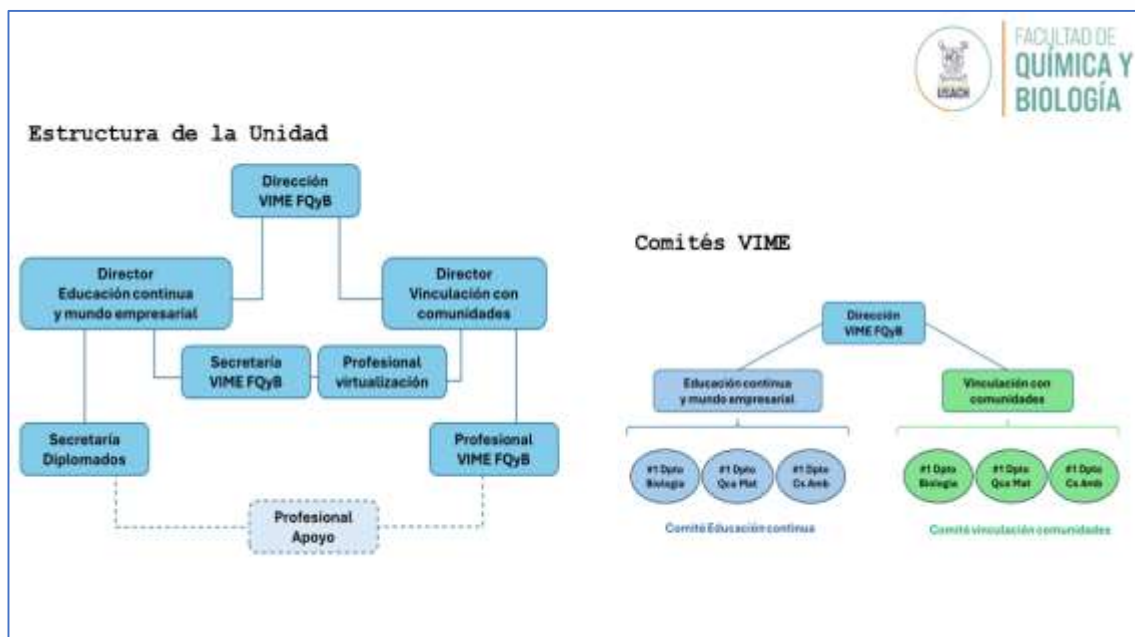 FACULTAD DE
QUÍMICA Y
BIOLOGÍA
USACH
Estructura de la Unidad
Dirección
VIME FQyB
Director
Educación continua
y mundo empresarial
Director
Vinculación con
comunidades
Secretaría
VIME FQyB
Profesional
virtualización
Secretaría
Diplomados
Profesional
VIME FQyB
Profesional
Apoyo
Comités VIME
Dirección
VIME FQyB
Educación continua
y mundo empresarial
Vinculación con
comunidades
#1 Dpto
Biología
#1 Dpto
Qca Mat
#1 Dpto
Cs Amb
#1 Dpto
Biología
#1 Dpto
Qca Mat
#1 Dpto
Cs Amb
Comité Educación continua
Comité vinculación comunidades